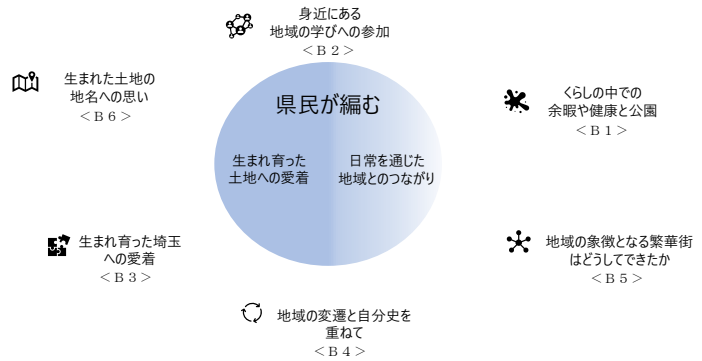 身近にある
地域の学びへの参加
＜Ｂ２＞
生まれた土地の
地名への思い
＜Ｂ６＞
くらしの中での
余暇や健康と公園
＜Ｂ１＞
県民が編む
生まれ育った
土地への愛着
日常を通じた
地域とのつながり
生まれ育った埼玉
への愛着
＜Ｂ３＞
地域の象徴となる繁華街
はどうしてできたか
＜Ｂ５＞
地域の変遷と自分史を
重ねて
＜Ｂ４＞